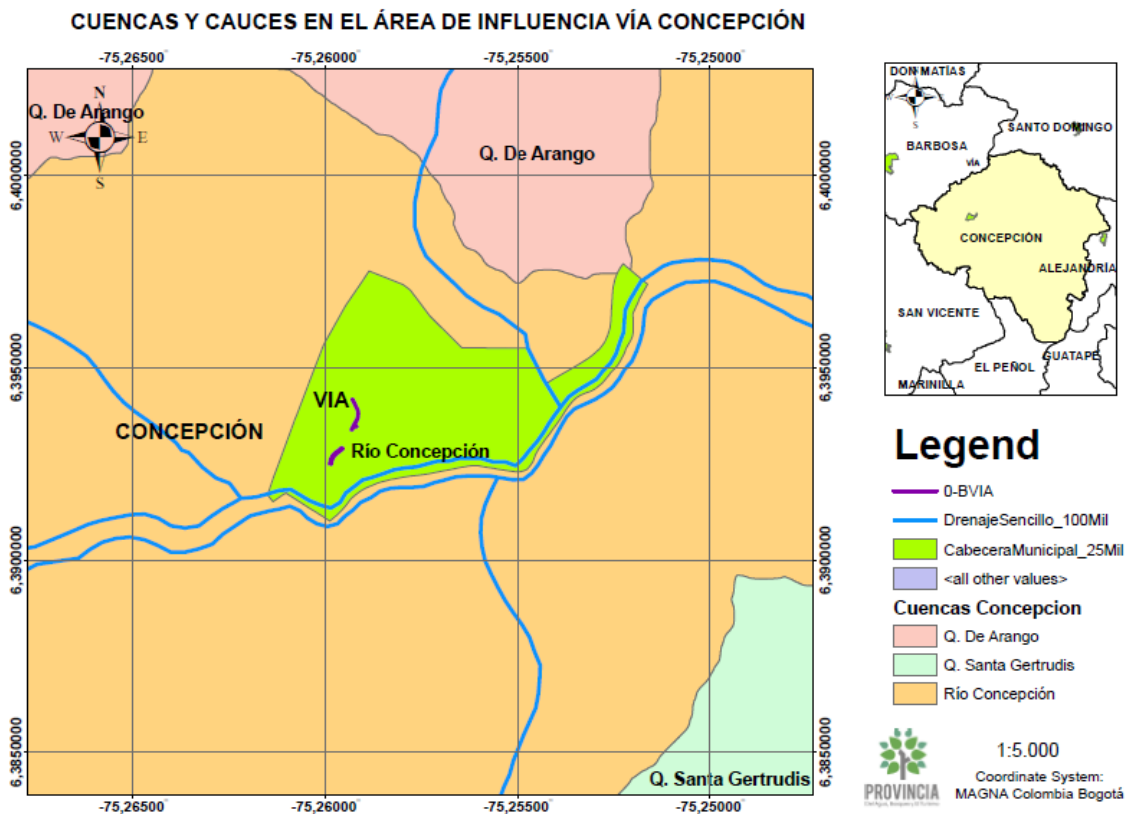 CUENCAS Y CAUCES EN EL ÁREA DE INFLUENCIA VÍA CONCEPCIÓN
-75,26500
-75,26000
-75,25500
-75,25000
N
W
E
S
Q. De Arango
Q. De Arango
6,4000000
6,4000000
6,3950000
6,3950000
VIA
CONCEPCIÓN
Río Concepción
6,3900000
6,3900000
6,3850000
6,3850000
Q. Santa Gertrudis
-75,26500
-75,26000
-75,25500
-75,25000
DON MATÍAS
SANTO DOMINGO
BARBOSA
VÍA
CONCEPCIÓN
ALEJANDRÍA
SAN VICENTE
GUATAPE
EL PEÑOL
MARINILLA
Legend
0-BVIA
DrenajeSencillo_100Mil
CabeceraMunicipal_25Mil
<all other values>
Cuencas Concepcion
Q. De Arango
Q. Santa Gertrudis
Río Concepción
PROVINCIA
1:5.000
Coordinate System:
MAGNA Colombia Bogotá